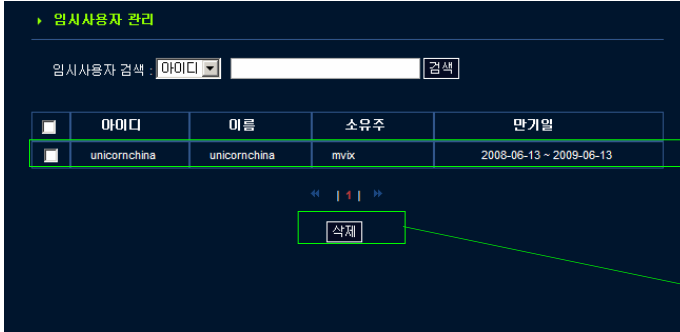 임시사용자 관리
임시사용자 검색 : 아이디 검색
아이디 이름 소유주 만기일
unicornchina unicornchina mvix 2008-06-13 ~ 2009-06-13
| 1 |
삭제